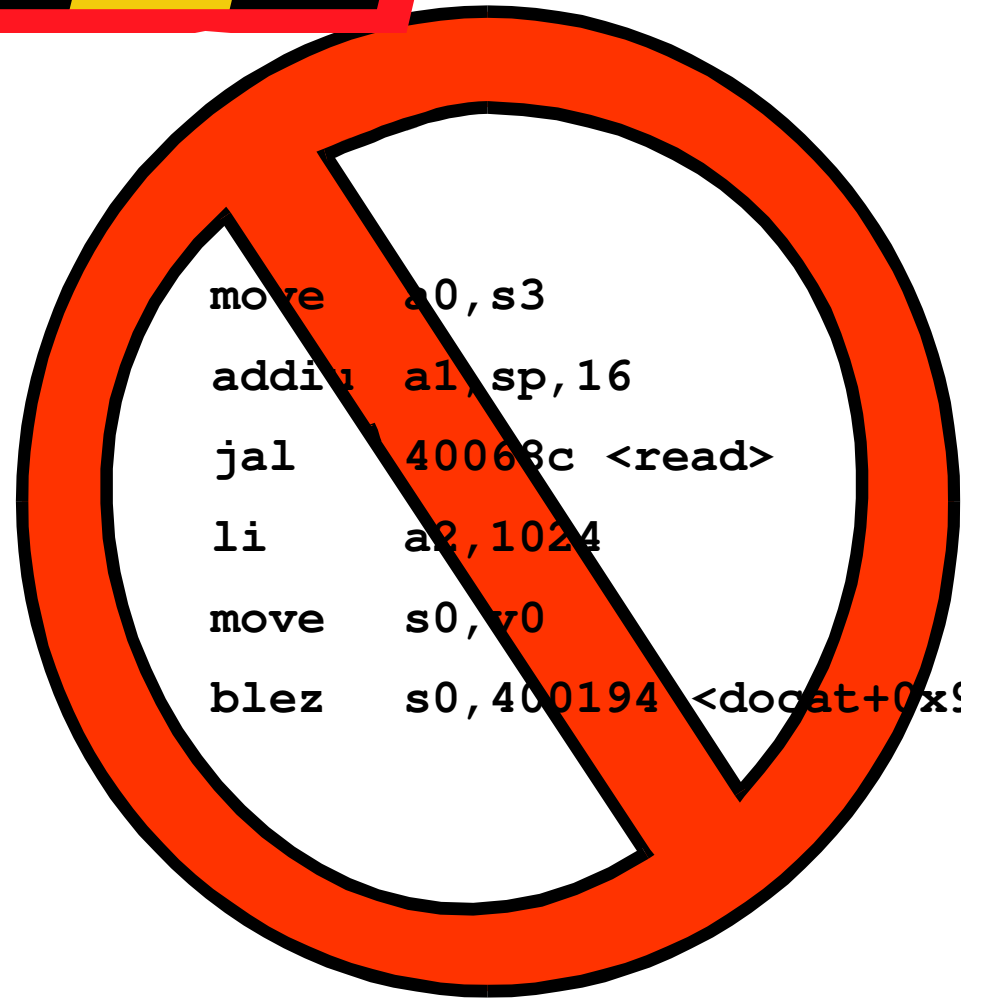 move a0,s3
addiu a1,sp,16
jal 40068c <read>
li a2,1024
move s0,v0
blez s0,400194 <docat+0x9